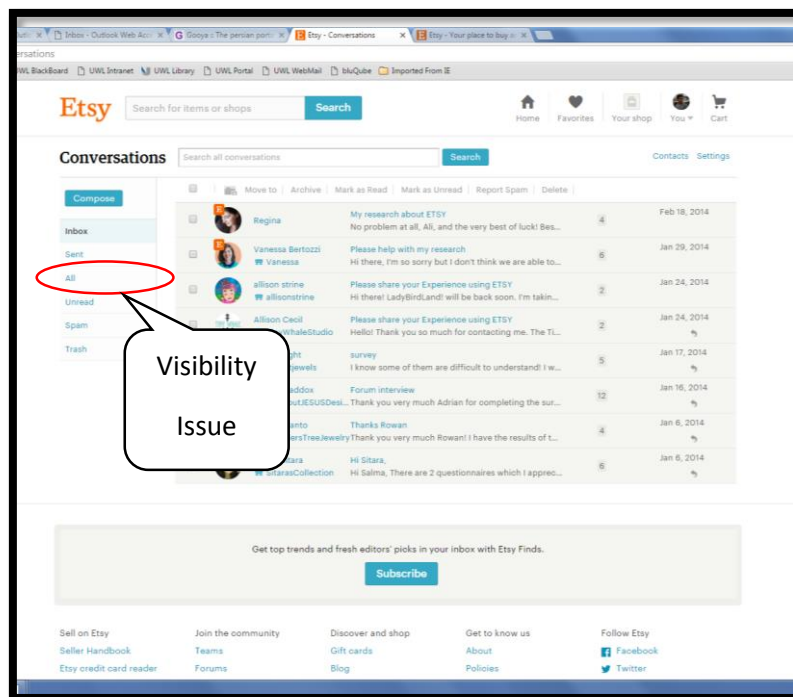 Inbox - Outlook Web Acc
Gooya : The persian port
Etsy - Conversations
Etsy - Your place to buy a
ersations
UWL BlackBoard UWL Intranet UWL Library UWL Portal UWL WebMail bluQube Imported From IE
Etsy
Search for items or shops
Search
Home Favorites Your shop You Cart
Conversations
Search all conversations
Search
Contacts Settings
Compose
Inbox
Sent
All
Unread
Spam
Trash
Move to Archive Mark as Read Mark as Unread Report Spam Delete
Regina
My research about ETSY
No problem at all, Ali, and the very best of luck! Bes...
4
Feb 18, 2014
Vanessa Bertozzi
Vanessa
Please help with my research
Hi there, I'm so sorry but I don't think we are able to...
6
Jan 29, 2014
allison strine
allisonstrine
Please share your Experience using ETSY
Hi there! LadyBirdLand! will be back soon. I'm takin...
2
Jan 24, 2014
Allison Cecil
WhaleStudio
Please share your Experience using ETSY
Hello! Thank you so much for contacting me. The Ti...
2
Jan 24, 2014
ght
jewels
survey
I know some of them are difficult to understand! I w...
5
Jan 17, 2014
addox
outJESUSDesi...
Forum interview
Thank you very much Adrian for completing the sur...
12
Jan 16, 2014
anto
ersTreeJewelry
Thanks Rowan
Thank you very much Rowan! I have the results of t...
4
Jan 6, 2014
tara
SitarasCollection
Hi Sitara,
Hi Salma, There are 2 questionnaires which I apprec...
6
Jan 6, 2014
Visibility
Issue
Get top trends and fresh editors' picks in your inbox with Etsy Finds.
Subscribe
Sell on Etsy
Seller Handbook
Etsy credit card reader
Join the community
Teams
Forums
Discover and shop
Gift cards
Blog
Get to know us
About
Policies
Follow Etsy
Facebook
Twitter